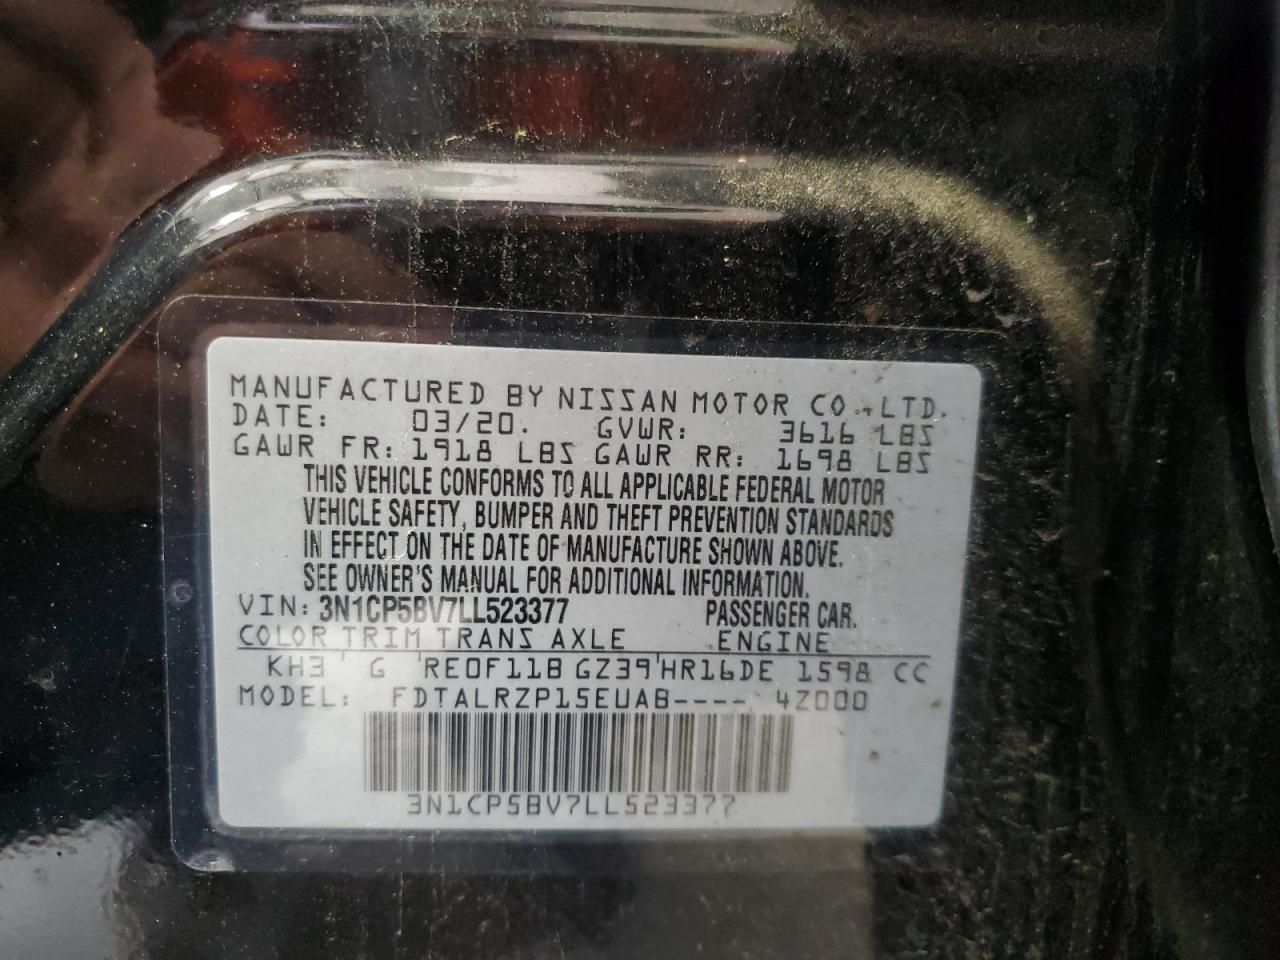 MANUFACTURED BY NISSAN MOTOR CO.,LTD.
DATE: 03/20. GVWR: 3616 LBS
GAWR FR: 1918 LBS GAWR RR: 1698 LBS
THIS VEHICLE CONFORMS TO ALL APPLICABLE FEDERAL MOTOR
VEHICLE SAFETY, BUMPER AND THEFT PREVENTION STANDARDS
IN EFFECT ON THE DATE OF MANUFACTURE SHOWN ABOVE.
SEE OWNER'S MANUAL FOR ADDITIONAL INFORMATION.
VIN: 3N1CP5BV7LL523377 PASSENGER CAR.
COLOR TRIM TRANS AXLE ENGINE
KH3 ' G 'RE0F11B GZ39'HR16DE 1598 CC
MODEL: FDTALRZP15EUAB---- 4Z000
3N1CP5BV7LL523377